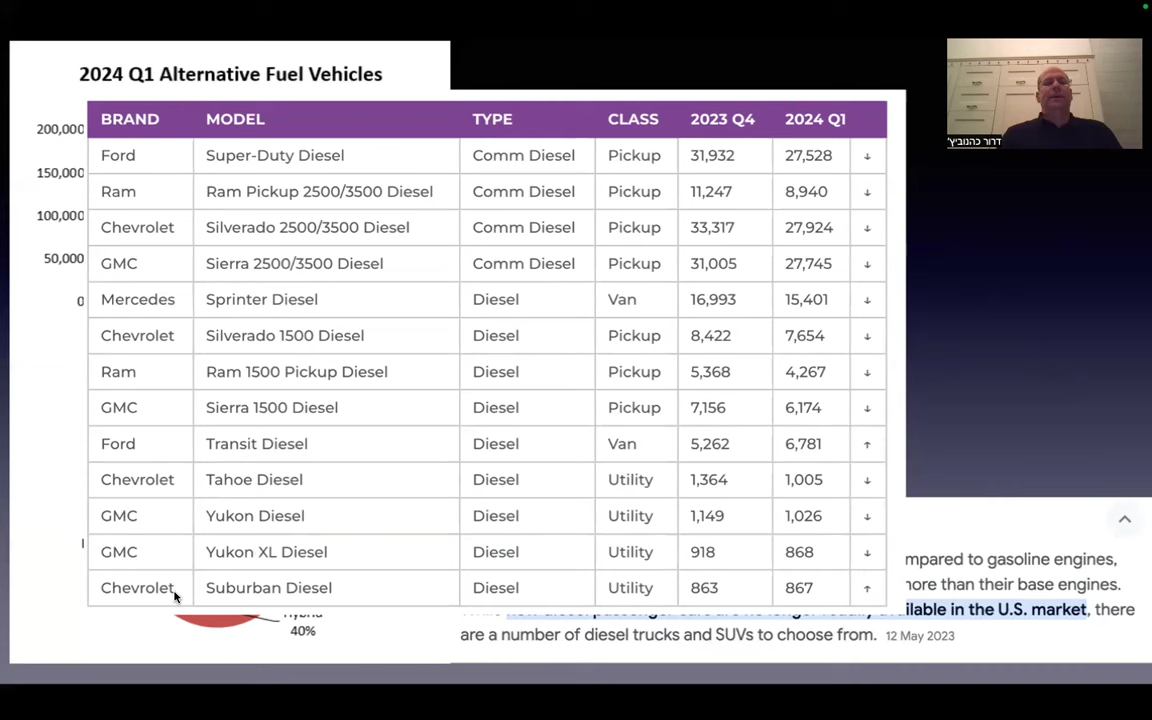 2024 Q1 Alternative Fuel Vehicles
200,000
150,000
100,000
50,000
0
BRAND MODEL TYPE CLASS 2023 Q4 2024 Q1
Ford Super-Duty Diesel Comm Diesel Pickup 31,932 27,528 ↓
Ram Ram Pickup 2500/3500 Diesel Comm Diesel Pickup 11,247 8,940 ↓
Chevrolet Silverado 2500/3500 Diesel Comm Diesel Pickup 33,317 27,924 ↓
GMC Sierra 2500/3500 Diesel Comm Diesel Pickup 31,005 27,745 ↓
Mercedes Sprinter Diesel Diesel Van 16,993 15,401 ↓
Chevrolet Silverado 1500 Diesel Diesel Pickup 8,422 7,654 ↓
Ram Ram 1500 Pickup Diesel Diesel Pickup 5,368 4,267 ↓
GMC Sierra 1500 Diesel Diesel Pickup 7,156 6,174 ↓
Ford Transit Diesel Diesel Van 5,262 6,781 ↑
Chevrolet Tahoe Diesel Diesel Utility 1,364 1,005 ↓
GMC Yukon Diesel Diesel Utility 1,149 1,026 ↓
GMC Yukon XL Diesel Diesel Utility 918 868 ↓
Chevrolet Suburban Diesel Diesel Utility 863 867 ↑
Hybrid
40%
דרור כהנוביץ'
mpared to gasoline engines,
more than their base engines.
ilable in the U.S. market, there
are a number of diesel trucks and SUVs to choose from. 12 May 2023